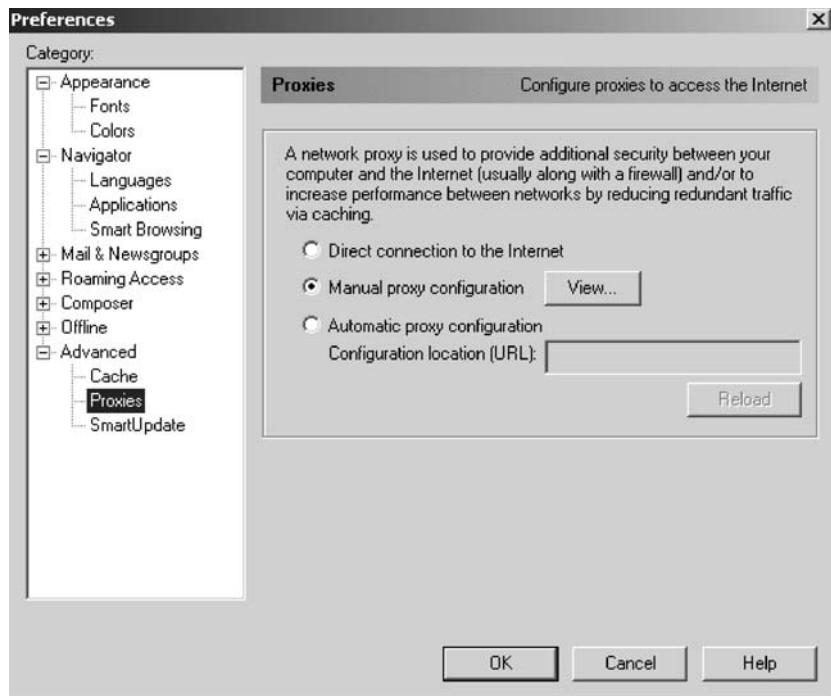 Preferences
Category:
Appearance
Fonts
Colors
Navigator
Languages
Applications
Smart Browsing
Mail & Newsgroups
Roaming Access
Composer
Offline
Advanced
Cache
Proxies
SmartUpdate
Proxies Configure proxies to access the Internet
A network proxy is used to provide additional security between your
computer and the Internet (usually along with a firewall) and/or to
increase performance between networks by reducing redundant traffic
via caching.
Direct connection to the Internet
Manual proxy configuration View...
Automatic proxy configuration
Configuration location (URL):
Reload
OK Cancel Help